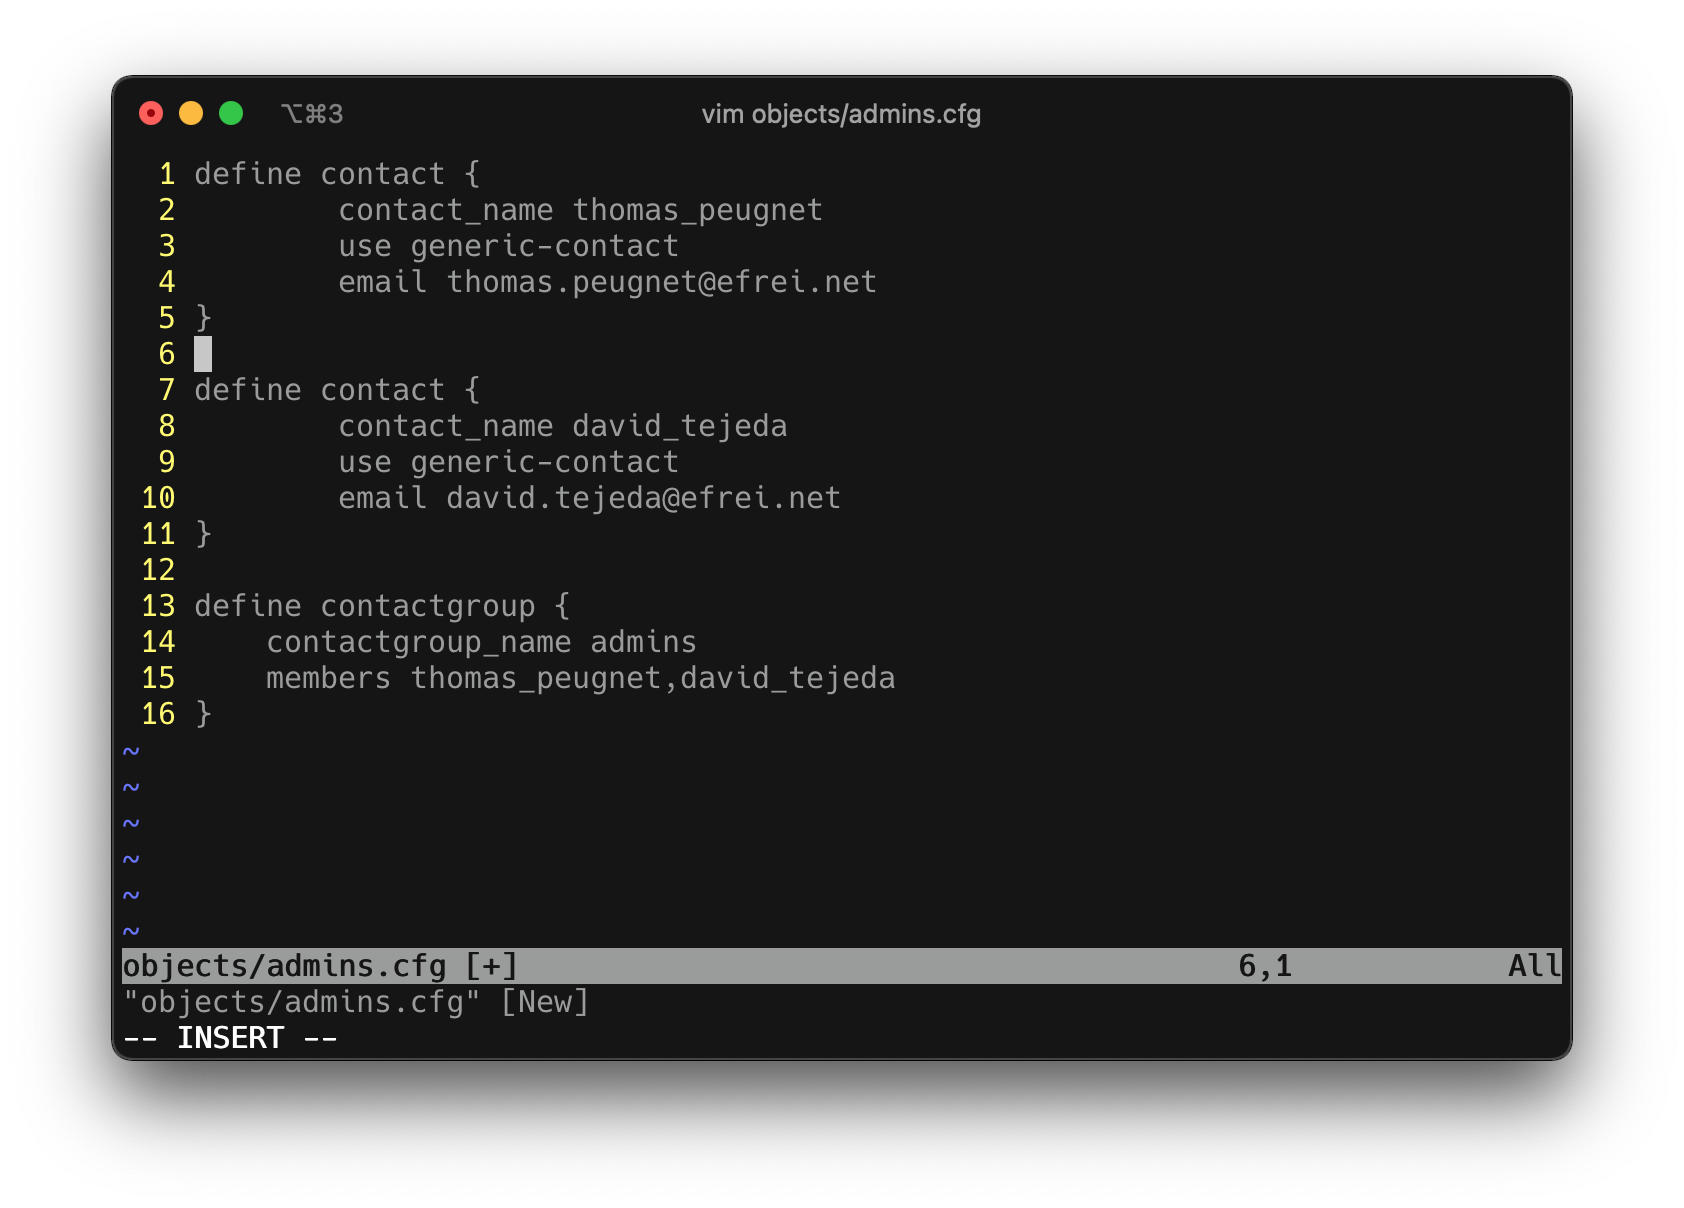 ⌥⌘3 vim objects/admins.cfg
1 define contact {
2         contact_name thomas_peugnet
3         use generic-contact
4         email thomas.peugnet@efrei.net
5 }
6
7 define contact {
8         contact_name david_tejeda
9         use generic-contact
10         email david.tejeda@efrei.net
11 }
12
13 define contactgroup {
14     contactgroup_name admins
15     members thomas_peugnet,david_tejeda
16 }
~
~
~
~
~
~
objects/admins.cfg [+] 6,1 All
"objects/admins.cfg" [New]
-- INSERT --